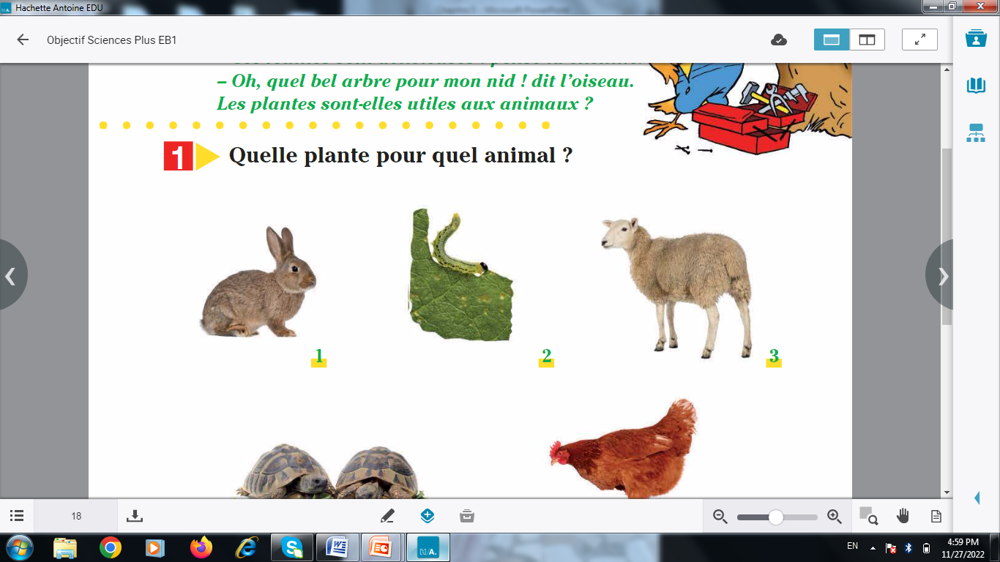 Hachette Antoine EDU
Objectif Sciences Plus EB1
– Oh, quel bel arbre pour mon nid ! dit l'oiseau.
Les plantes sont-elles utiles aux animaux ?
1 Quelle plante pour quel animal ?
1
2
3
18
H/A.
EN
4:59 PM
11/27/2022